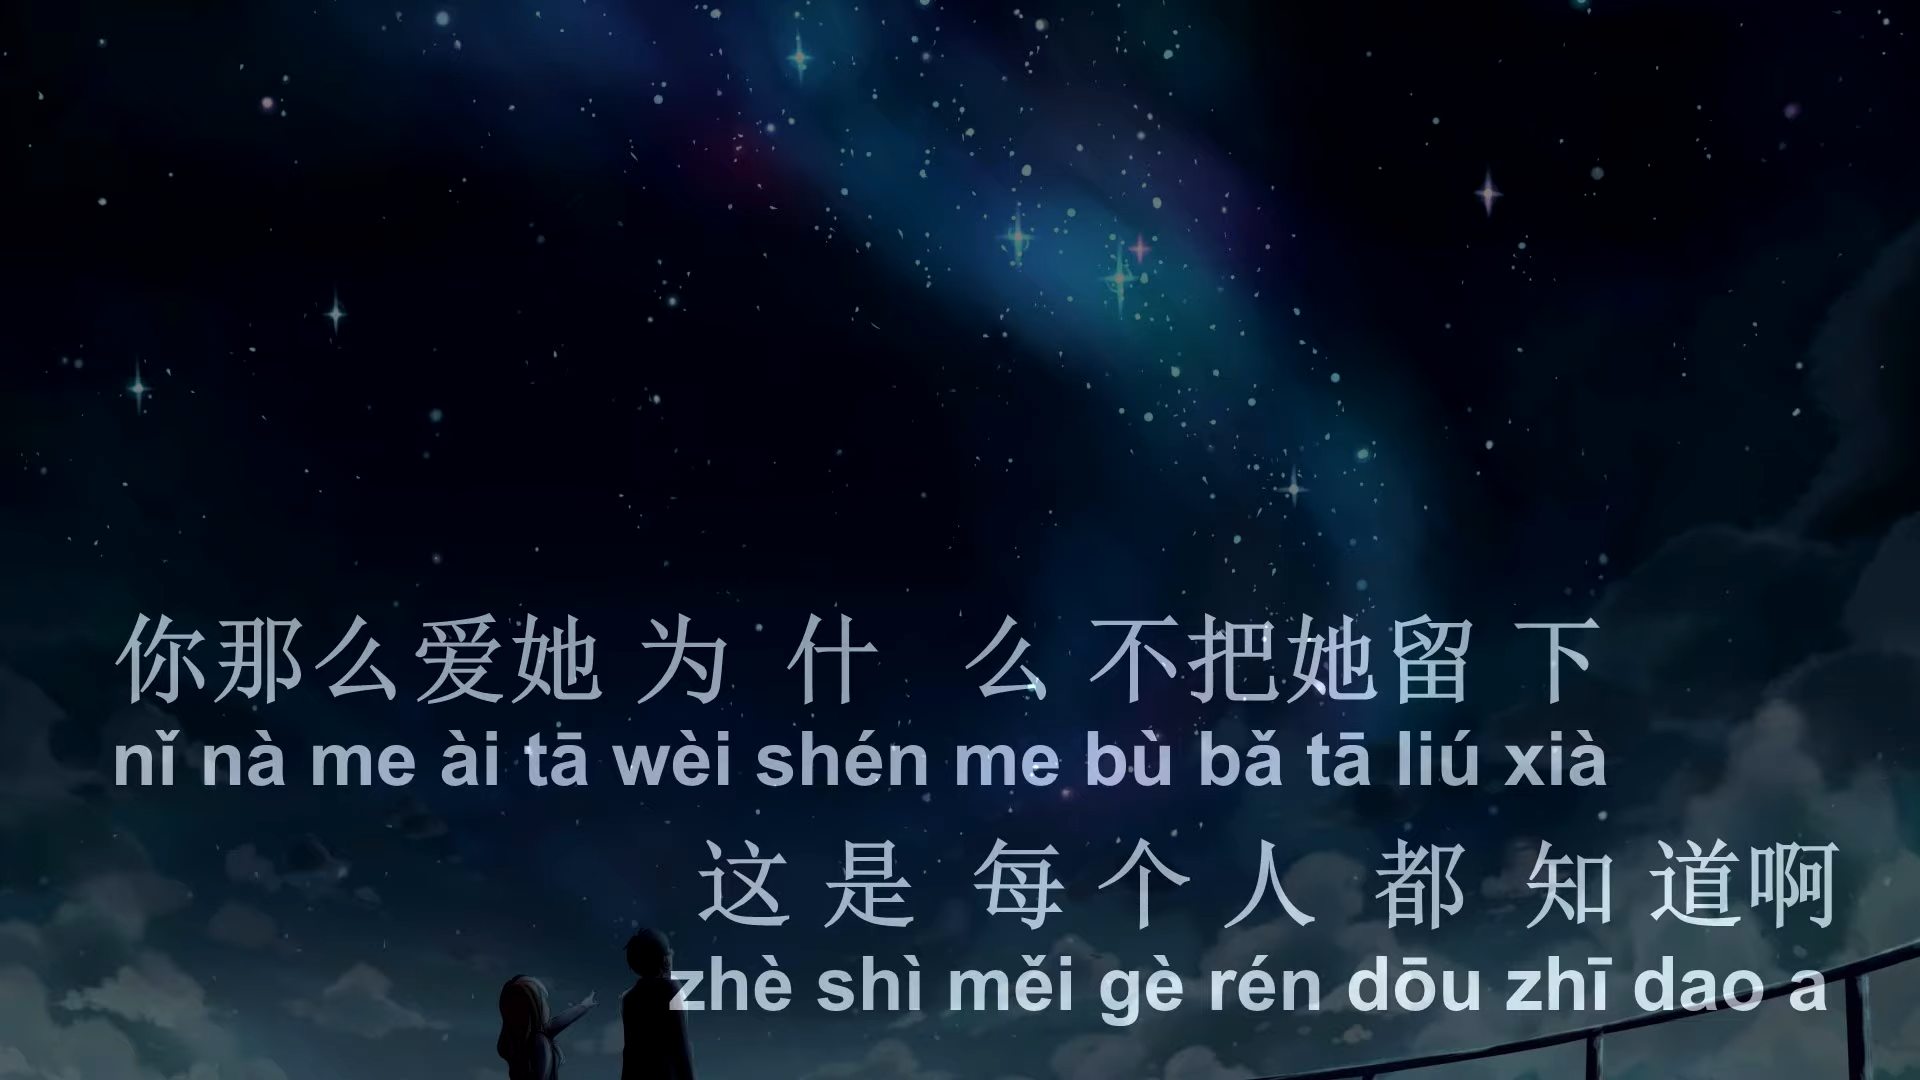 你那么爱她为什么不把她留下
nǐ nà me ài tā wèi shén me bù bǎ tā liú xià
这是每个人都知道啊
zhè shì měi gè rén dōu zhī dao a